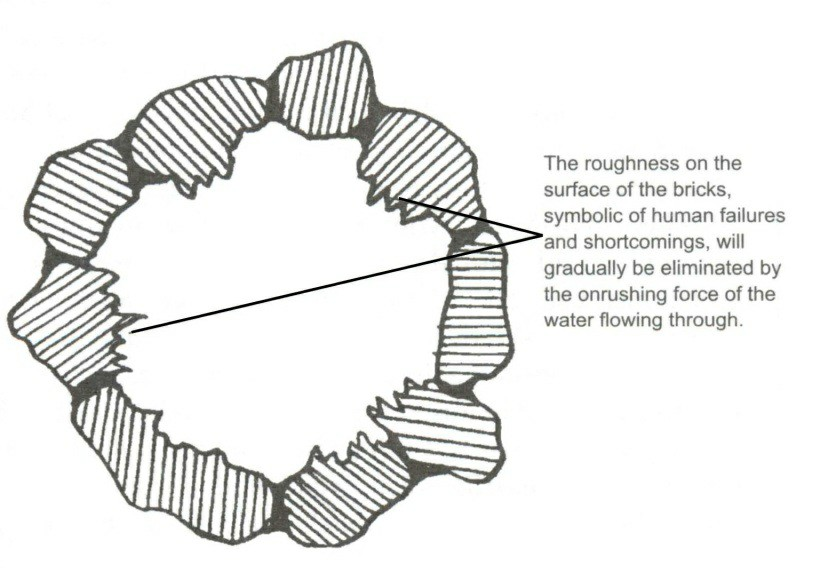 The roughness on the
surface of the bricks,
symbolic of human failures
and shortcomings, will
gradually be eliminated by
the onrushing force of the
water flowing through.